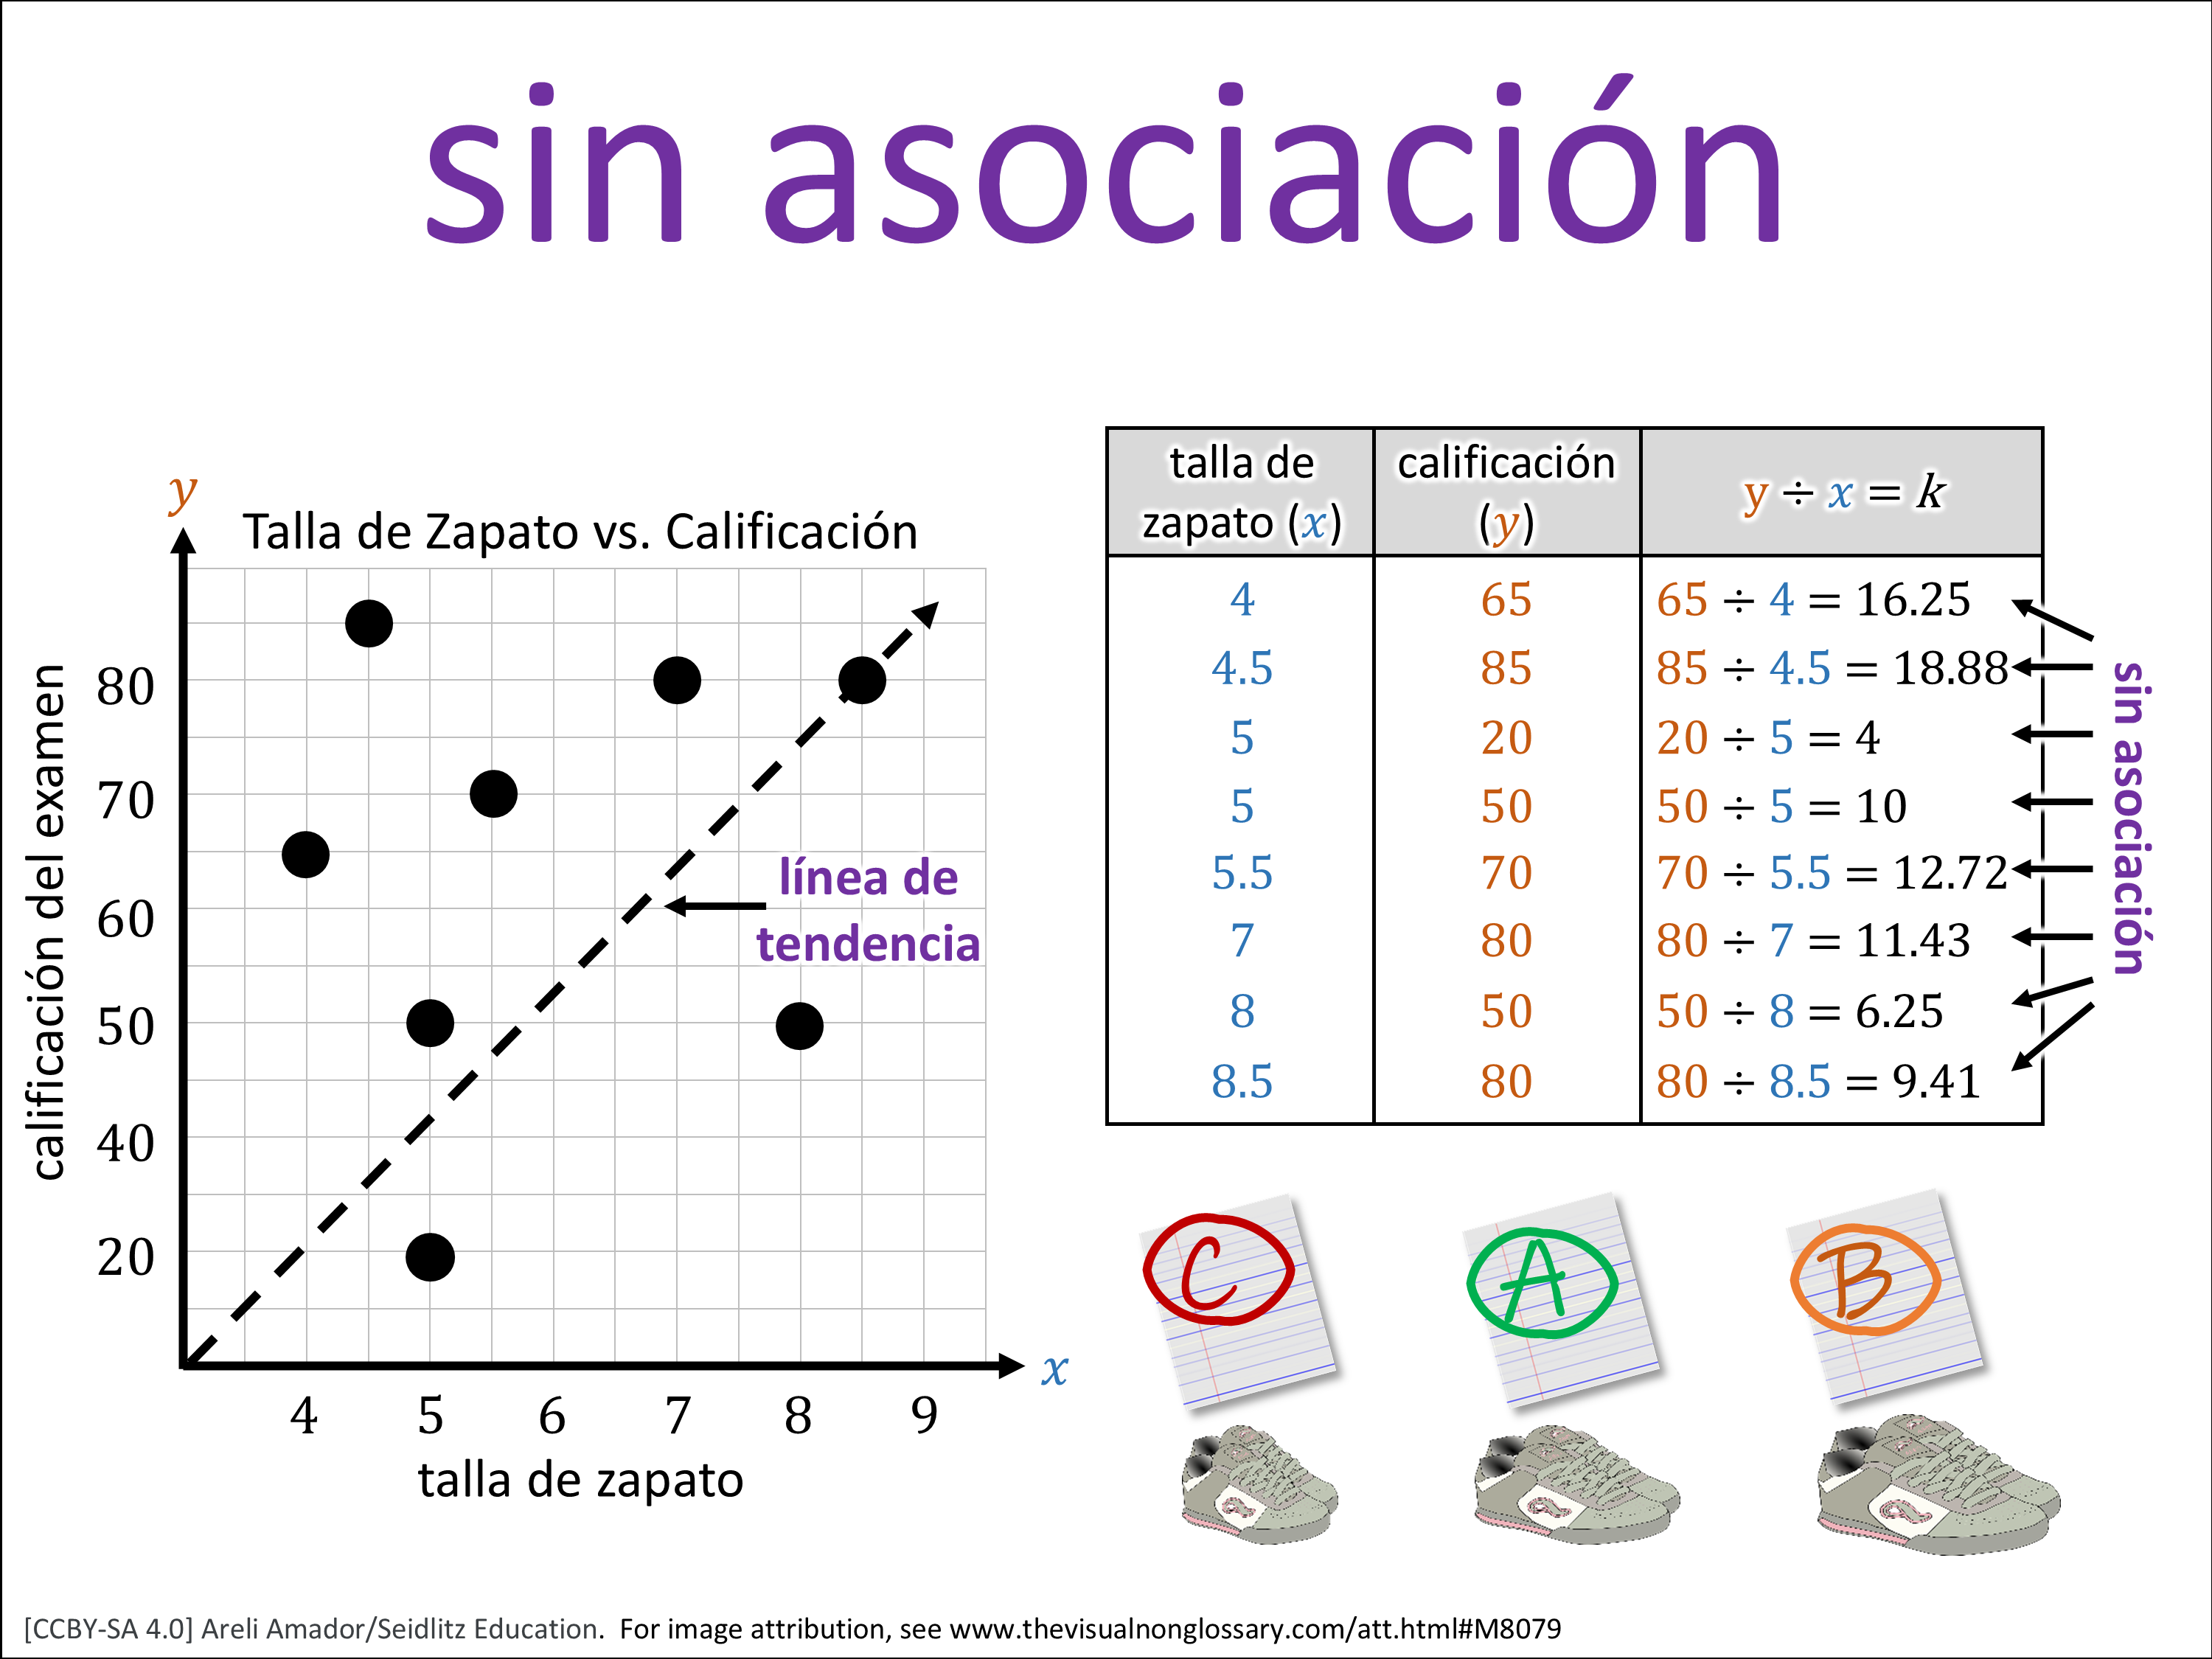 sin asociación
y
Talla de Zapato vs. Calificación
calificación del examen
80
70
60
50
40
20
línea de
tendencia
x
4 5 6 7 8 9
talla de zapato
talla de zapato (x) calificación (y) y ÷ x = k
4 65 65 ÷ 4 = 16.25
4.5 85 85 ÷ 4.5 = 18.88
5 20 20 ÷ 5 = 4
5 50 50 ÷ 5 = 10
5.5 70 70 ÷ 5.5 = 12.72
7 80 80 ÷ 7 = 11.43
8 50 50 ÷ 8 = 6.25
8.5 80 80 ÷ 8.5 = 9.41
sin asociación
C A B
[CCBY-SA 4.0] Areli Amador/Seidlitz Education. For image attribution, see www.thevisualnonglossary.com/att.html#M8079